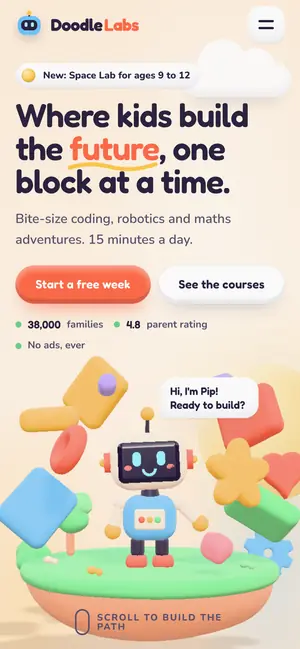 DoodleLabs
New: Space Lab for ages 9 to 12
Where kids build
the future, one
block at a time.
Bite-size coding, robotics and maths
adventures. 15 minutes a day.
Start a free week
See the courses
38,000 families
4.8 parent rating
No ads, ever
Hi, I'm Pip!
Ready to build?
SCROLL TO BUILD THE
PATH